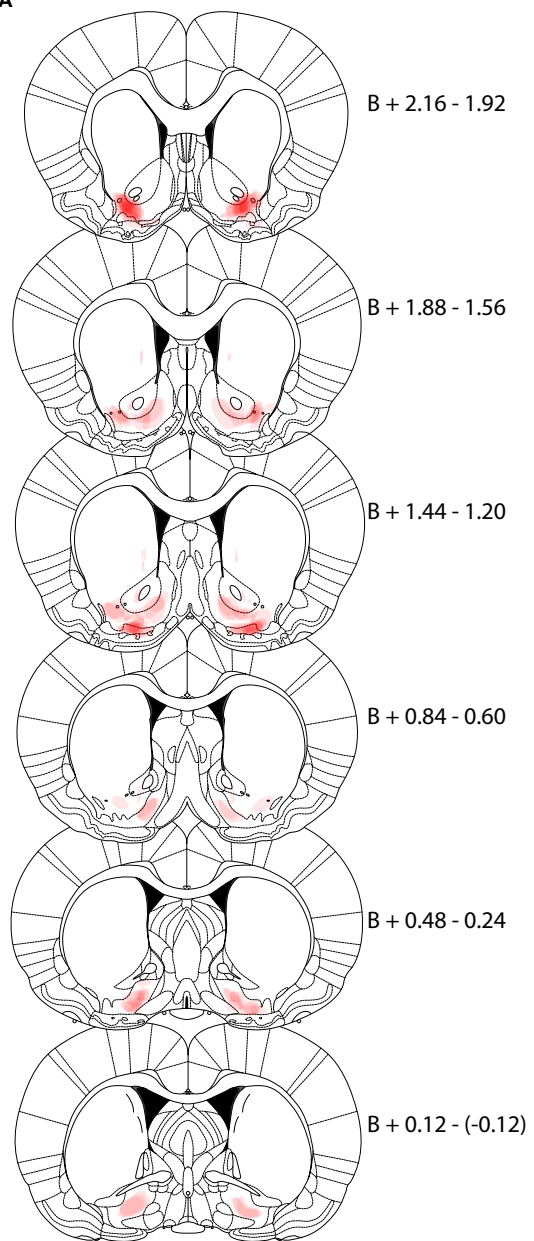 A
B + 2.16 - 1.92
B + 1.88 - 1.56
B + 1.44 - 1.20
B + 0.84 - 0.60
B + 0.48 - 0.24
B + 0.12 - (-0.12)